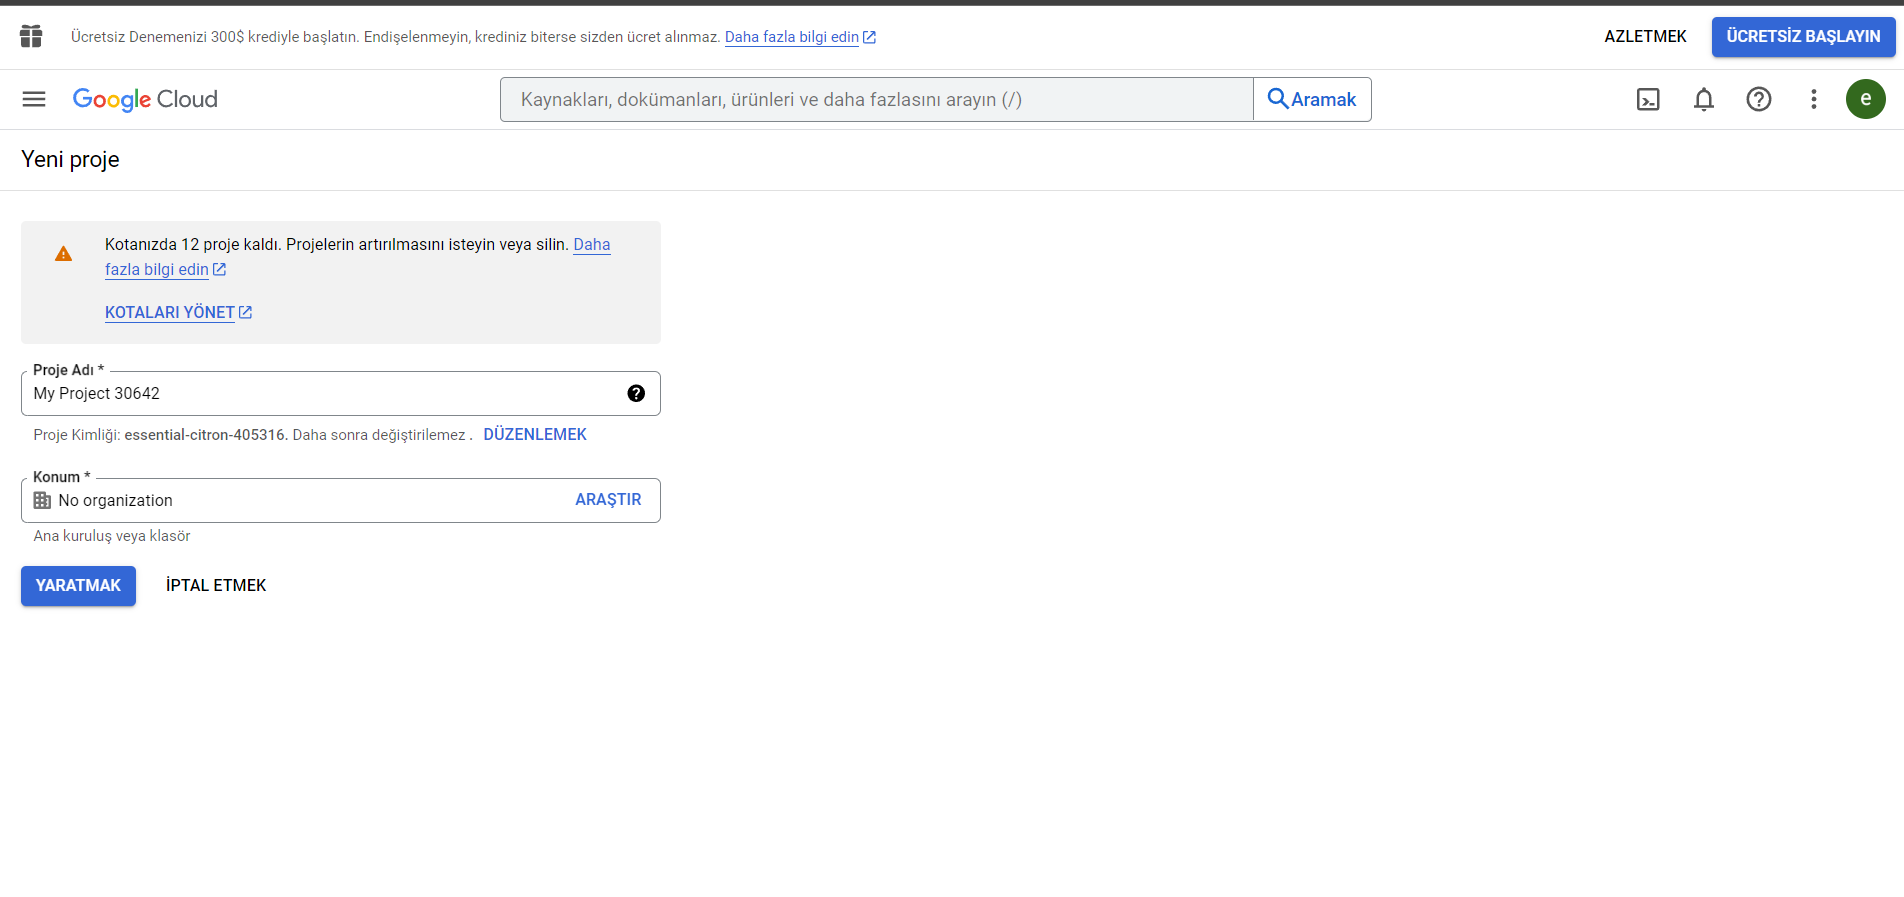 Ücretsiz Denemenizi 300$ krediyle başlatın. Endişelenmeyin, krediniz biterse sizden ücret alınmaz. Daha fazla bilgi edin
AZLETMEK
ÜCRETSİZ BAŞLAYIN
Google Cloud
Kaynakları, dokümanları, ürünleri ve daha fazlasını arayın (/)
Aramak
e
Yeni proje
Kotanızda 12 proje kaldı. Projelerin artırılmasını isteyin veya silin. Daha
fazla bilgi edin
KOTALARI YÖNET
Proje Adı *
My Project 30642
Proje Kimliği: essential-citron-405316. Daha sonra değiştirilemez . DÜZENLEMEK
Konum *
No organization
ARAŞTIR
Ana kuruluş veya klasör
YARATMAK
İPTAL ETMEK